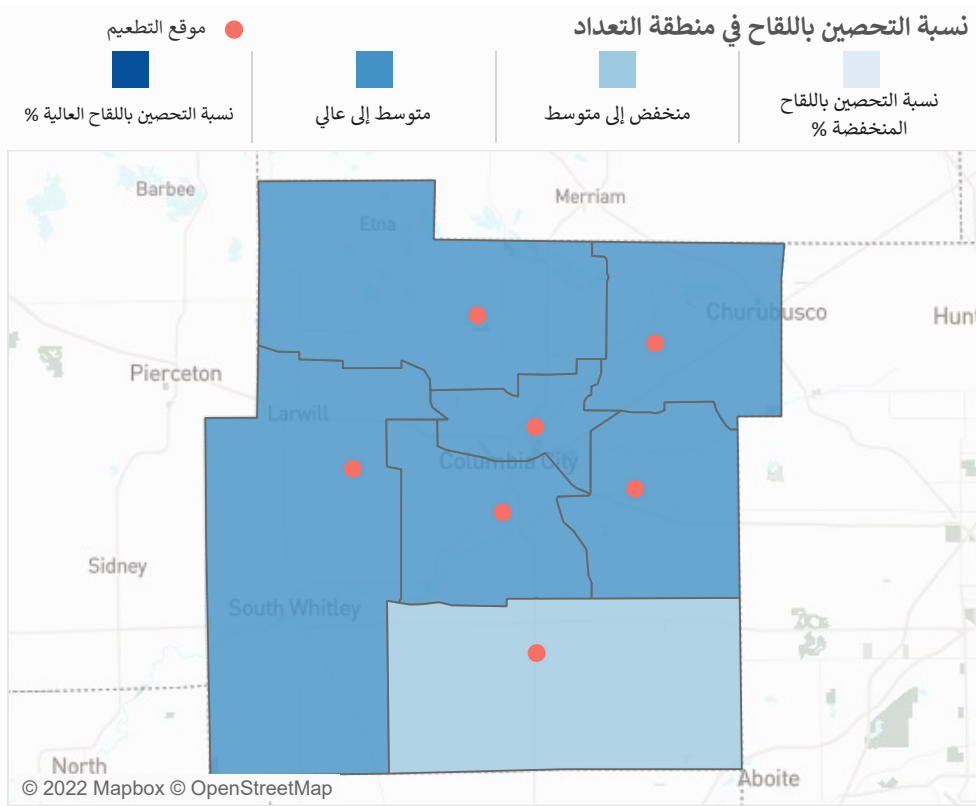 نسبة التحصين باللقاح في منطقة التعداد
موقع التطعيم
نسبة التحصين باللقاح
المنخفضة %
منخفض إلى متوسط
متوسط إلى عالي
نسبة التحصين باللقاح العالية %
Barbee
Merriam
Etna
Churubusco
Hunt
Pierceton
Larwill
Columbia City
Sidney
South Whitley
North
Aboite
© 2022 Mapbox © OpenStreetMap